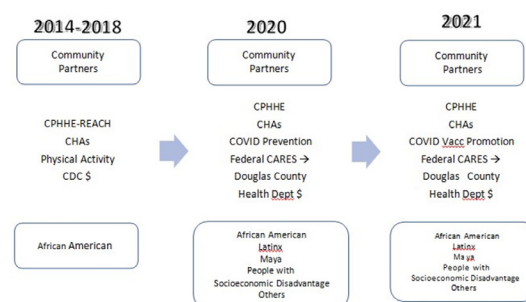 2014-2018
Community
Partners
CPHHE-REACH
CHAs
Physical Activity
CDC $
African American
2020
Community
Partners
CPHHE
CHAs
COVID Prevention
Federal CARES →
Douglas County
Health Dept $
African American
Latinx
Maya
People with
Socioeconomic Disadvantage
Others
2021
Community
Partners
CPHHE
CHAs
COVID Vacc Promotion
Federal CARES →
Douglas County
Health Dept $
African American
Latinx
Maya
People with
Socioeconomic Disadvantage
Others